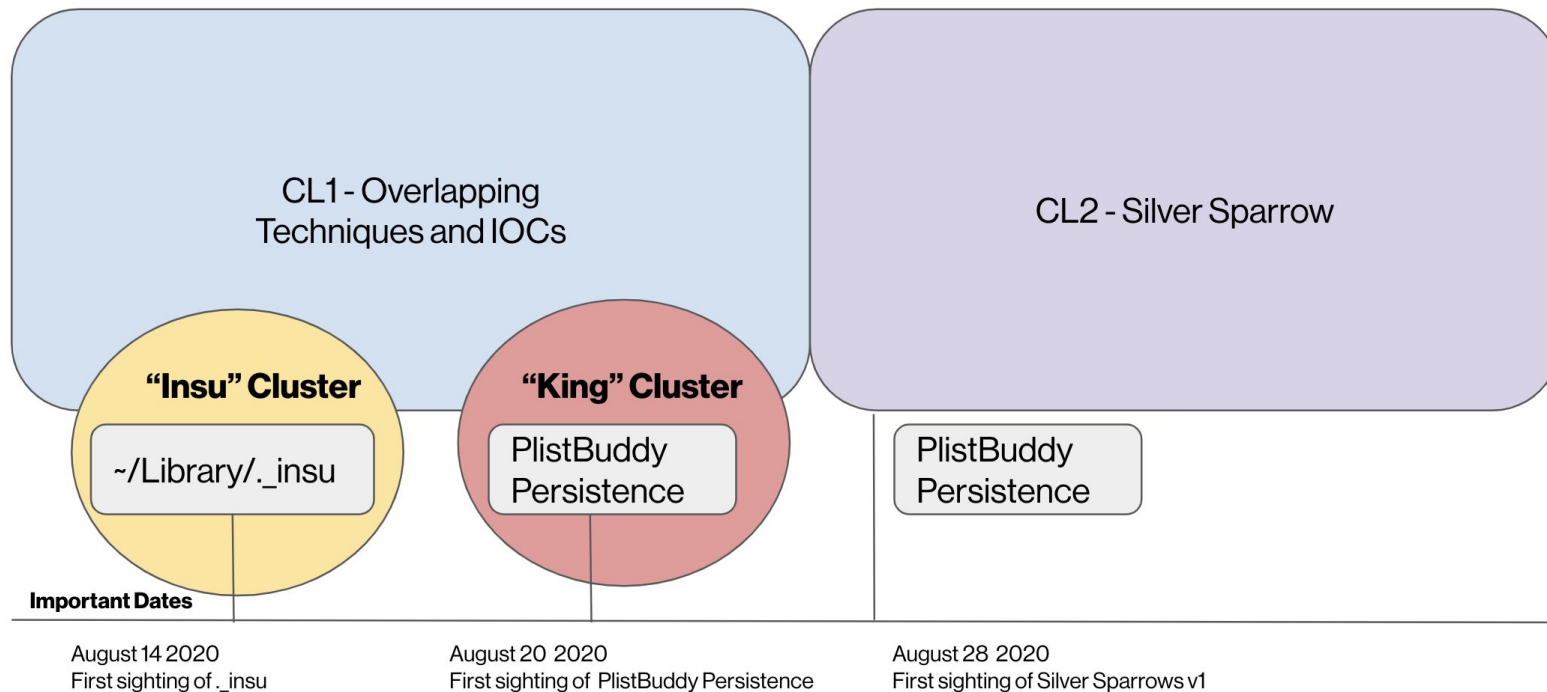 CL1 - Overlapping
Techniques and IOCs
CL2 - Silver Sparrow
“Insu” Cluster
~/Library/._insu
“King” Cluster
PlistBuddy
Persistence
PlistBuddy
Persistence
Important Dates
August 14 2020
First sighting of ._insu
August 20 2020
First sighting of PlistBuddy Persistence
August 28 2020
First sighting of Silver Sparrows v1